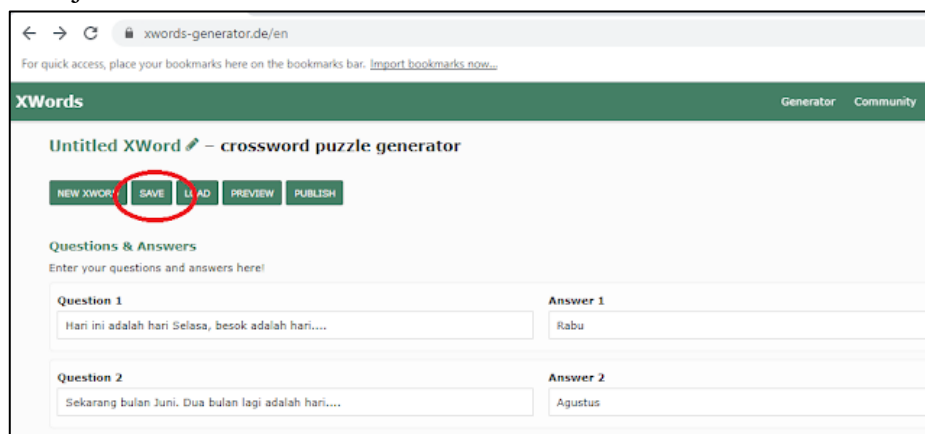 xwords-generator.de/en
For quick access, place your bookmarks here on the bookmarks bar. Import bookmarks now...
XWords Generator Community
Untitled XWord – crossword puzzle generator
SAVE PREVIEW PUBLISH
Questions & Answers
Enter your questions and answers here!
Question 1 Answer 1
Hari ini adalah hari Selasa, besok adalah hari.... Rabu
Question 2 Answer 2
Sekarang bulan Juni. Dua bulan lagi adalah hari.... Agustus